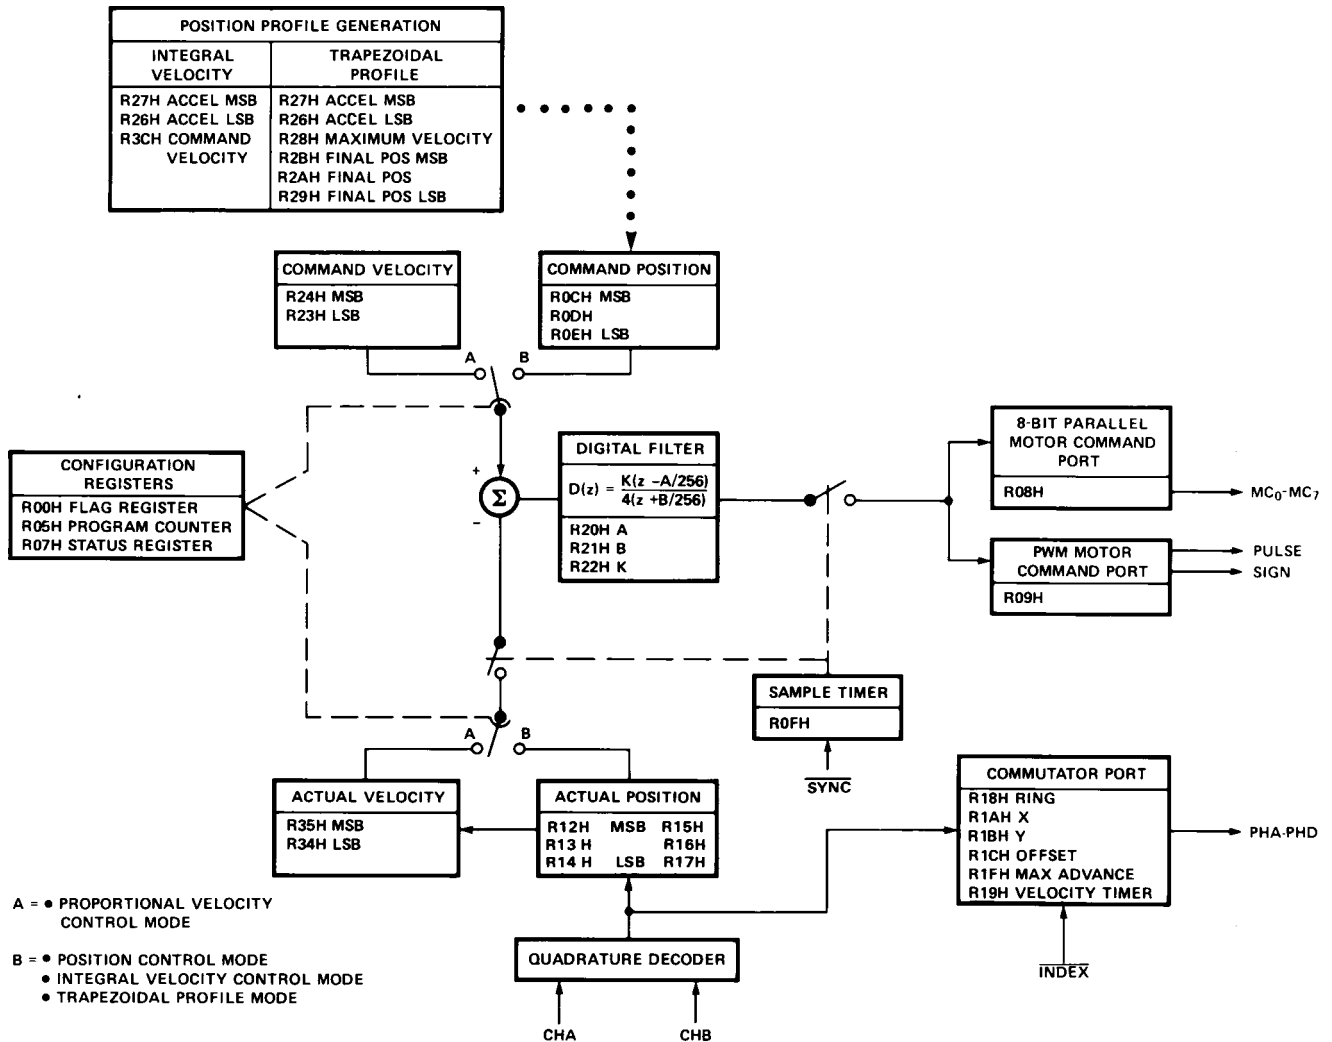 POSITION PROFILE GENERATION
INTEGRAL
VELOCITY
R27H ACCEL MSB
R26H ACCEL LSB
R3CH COMMAND
VELOCITY
TRAPEZOIDAL
PROFILE
R27H ACCEL MSB
R26H ACCEL LSB
R28H MAXIMUM VELOCITY
R2BH FINAL POS MSB
R2AH FINAL POS
R29H FINAL POS LSB
COMMAND VELOCITY
R24H MSB
R23H LSB
COMMAND POSITION
R0CH MSB
R0DH
R0EH LSB
A
B
CONFIGURATION
REGISTERS
R00H FLAG REGISTER
R05H PROGRAM COUNTER
R07H STATUS REGISTER
+
Σ
−
DIGITAL FILTER
D(z) = K(z −A/256) / 4(z +B/256)
R20H A
R21H B
R22H K
8-BIT PARALLEL
MOTOR COMMAND
PORT
R08H
MC₀-MC₇
PWM MOTOR
COMMAND PORT
R09H
PULSE
SIGN
SAMPLE TIMER
R0FH
SYNC
A
B
ACTUAL VELOCITY
R35H MSB
R34H LSB
ACTUAL POSITION
R12H MSB R15H
R13H R16H
R14H LSB R17H
COMMUTATOR PORT
R18H RING
R1AH X
R1BH Y
R1CH OFFSET
R1FH MAX ADVANCE
R19H VELOCITY TIMER
PHA-PHD
INDEX
QUADRATURE DECODER
CHA
CHB
A = • PROPORTIONAL VELOCITY
CONTROL MODE
B = • POSITION CONTROL MODE
• INTEGRAL VELOCITY CONTROL MODE
• TRAPEZOIDAL PROFILE MODE